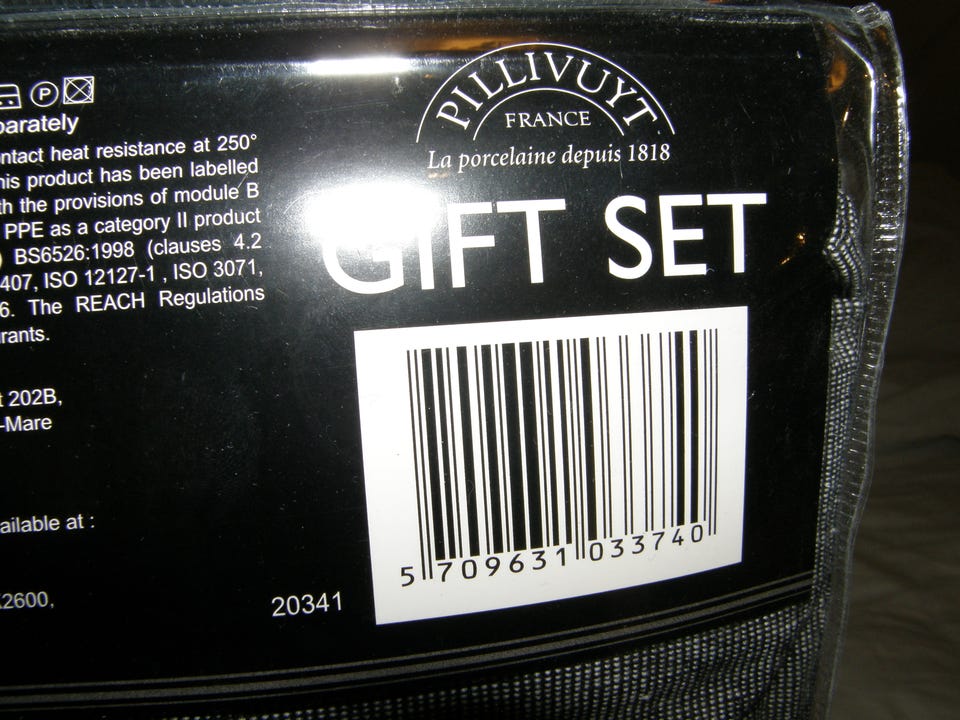 P
parately
ntact heat resistance at 250°
his product has been labelled
th the provisions of module B
PPE as a category II product
) BS6526:1998 (clauses 4.2
407, ISO 12127-1 , ISO 3071,
6. The REACH Regulations
rants.
t 202B,
-Mare
ailable at :
2600,
20341
PILLIVUYT
FRANCE
La porcelaine depuis 1818
GIFT SET
5 709631 033740